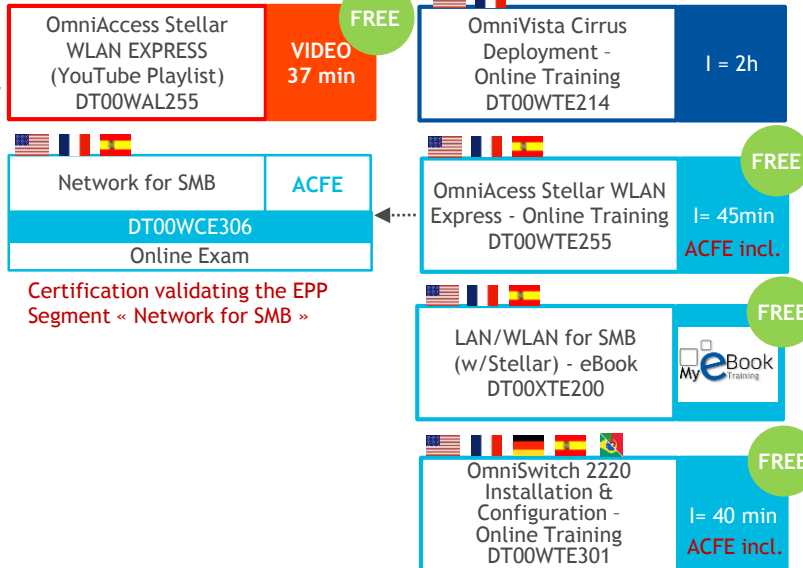 OmniAccess Stellar
WLAN EXPRESS
(YouTube Playlist)
DT00WAL255
VIDEO
37 min
FREE
Network for SMB
ACFE
DT00WCE306
Online Exam
Certification validating the EPP
Segment « Network for SMB »
OmniVista Cirrus
Deployment –
Online Training
DT00WTE214
I = 2h
OmniAcess Stellar WLAN
Express - Online Training
DT00WTE255
I= 45min
ACFE incl.
FREE
LAN/WLAN for SMB
(w/Stellar) - eBook
DT00XTE200
My eBook
Training
FREE
OmniSwitch 2220
Installation &
Configuration –
Online Training
DT00WTE301
I= 40 min
ACFE incl.
FREE